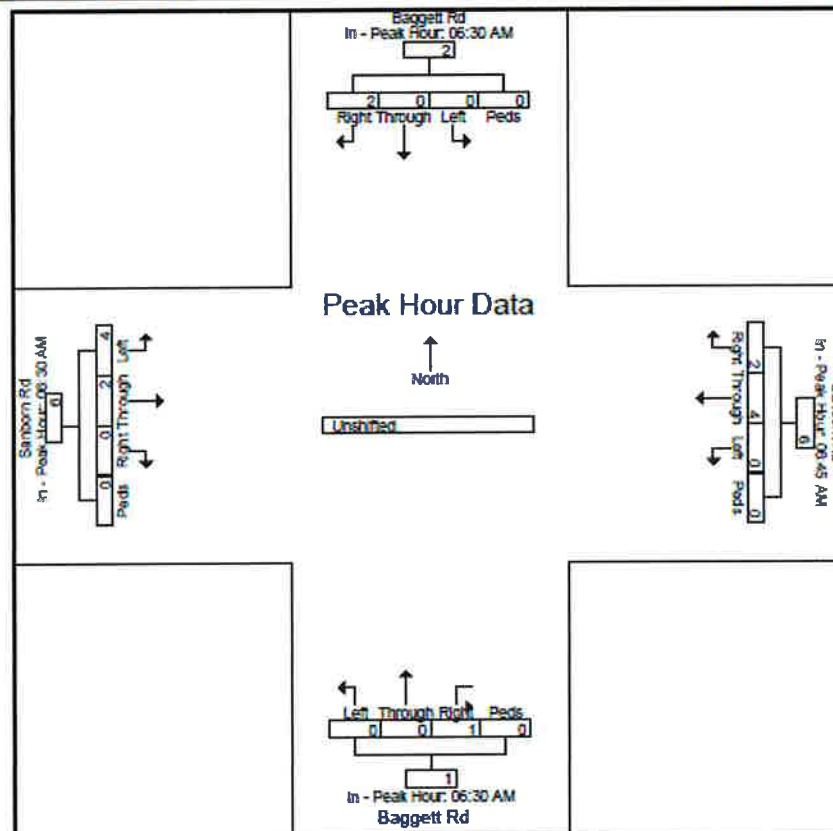 Baggett Rd
In - Peak Hour: 06:30 AM
2
2 0 0 0
Right Through Left Peds
Peak Hour Data
North
Unshifted
Sanborn Rd
In - Peak Hour: 06:30 AM
6
4 2 0 0
Left Through Right Peds
In - Peak Hour: 06:45 AM
6
2 4 0 0
Right Through Left Peds
Left Through Right Peds
0 0 1 0
1
In - Peak Hour: 06:30 AM
Baggett Rd